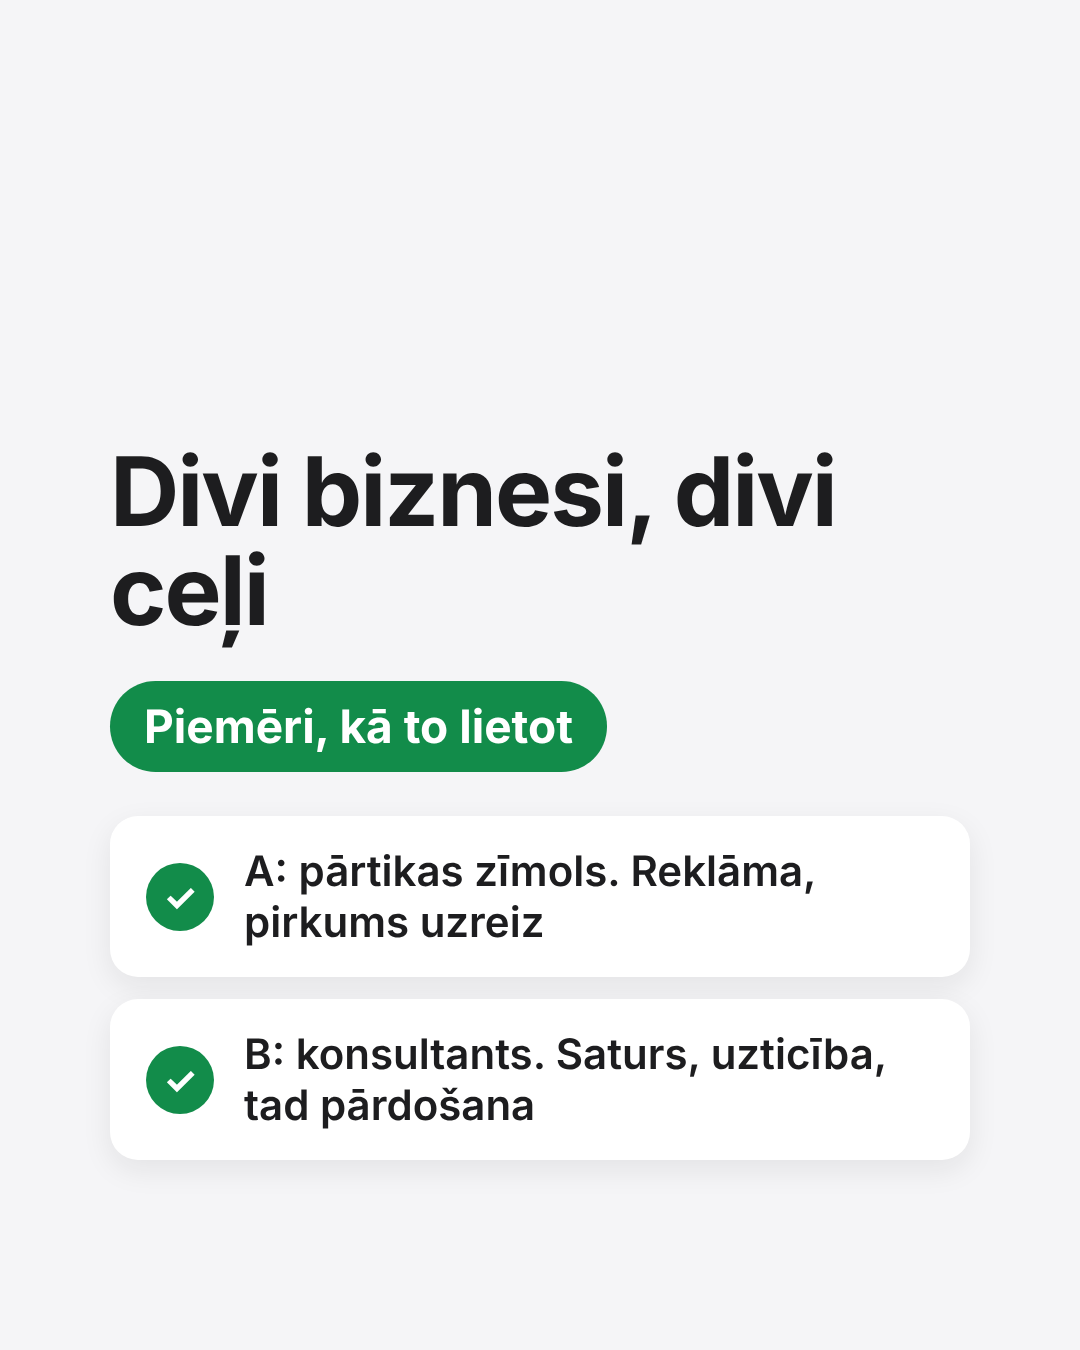 Divi biznesi, divi
ceļi
Piemēri, kā to lietot
A: pārtikas zīmols. Reklāma,
pirkums uzreiz
B: konsultants. Saturs, uzticība,
tad pārdošana